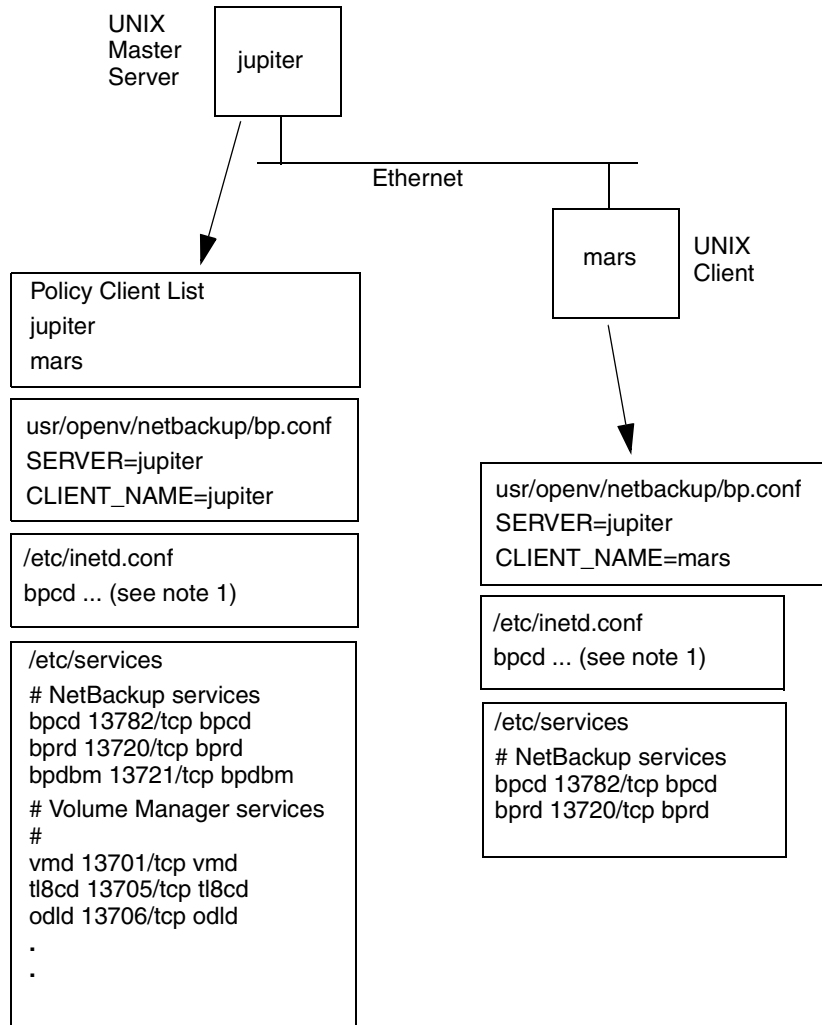 UNIX
Master
Server
jupiter
Ethernet
mars
UNIX
Client
Policy Client List
jupiter
mars
usr/openv/netbackup/bp.conf
SERVER=jupiter
CLIENT_NAME=jupiter
/etc/inetd.conf
bpcd ... (see note 1)
/etc/services
# NetBackup services
bpcd 13782/tcp bpcd
bprd 13720/tcp bprd
bpdbm 13721/tcp bpdbm
# Volume Manager services
#
vmd 13701/tcp vmd
tl8cd 13705/tcp tl8cd
odld 13706/tcp odld
.
.
usr/openv/netbackup/bp.conf
SERVER=jupiter
CLIENT_NAME=mars
/etc/inetd.conf
bpcd ... (see note 1)
/etc/services
# NetBackup services
bpcd 13782/tcp bpcd
bprd 13720/tcp bprd